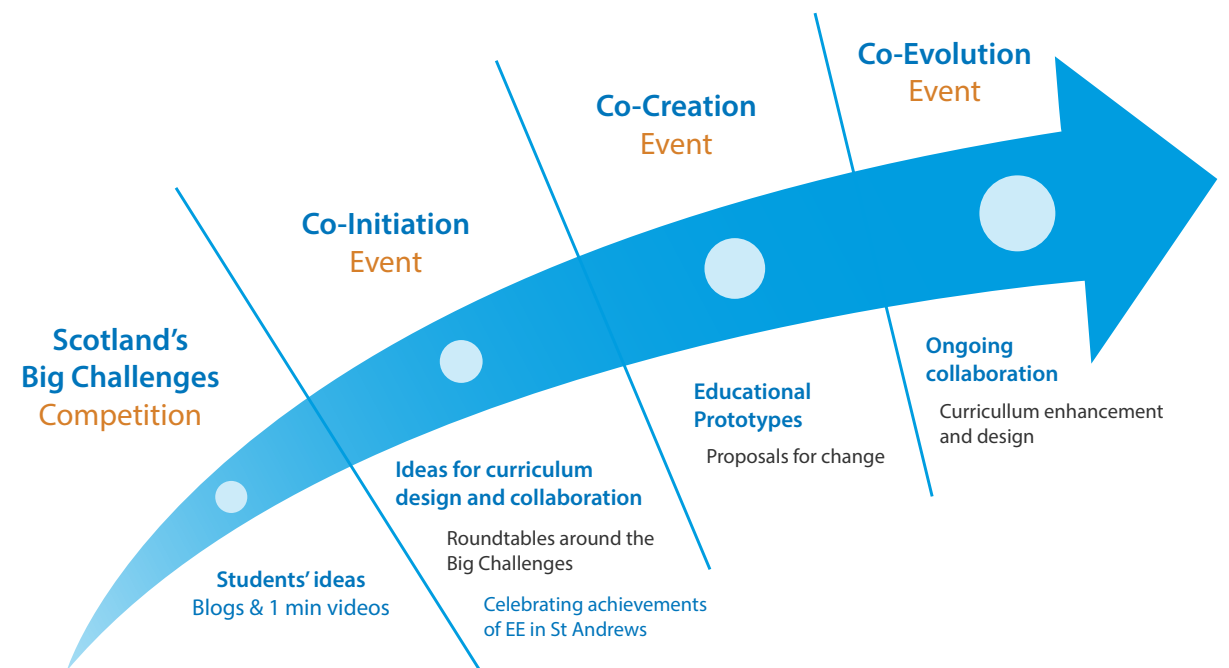 Scotland's
Big Challenges
Competition
Students' ideas
Blogs & 1 min videos
Co-Initiation
Event
Ideas for curriculum
design and collaboration
Roundtables around the
Big Challenges
Celebrating achievements
of EE in St Andrews
Co-Creation
Event
Educational
Prototypes
Proposals for change
Co-Evolution
Event
Ongoing
collaboration
Curricullum enhancement
and design